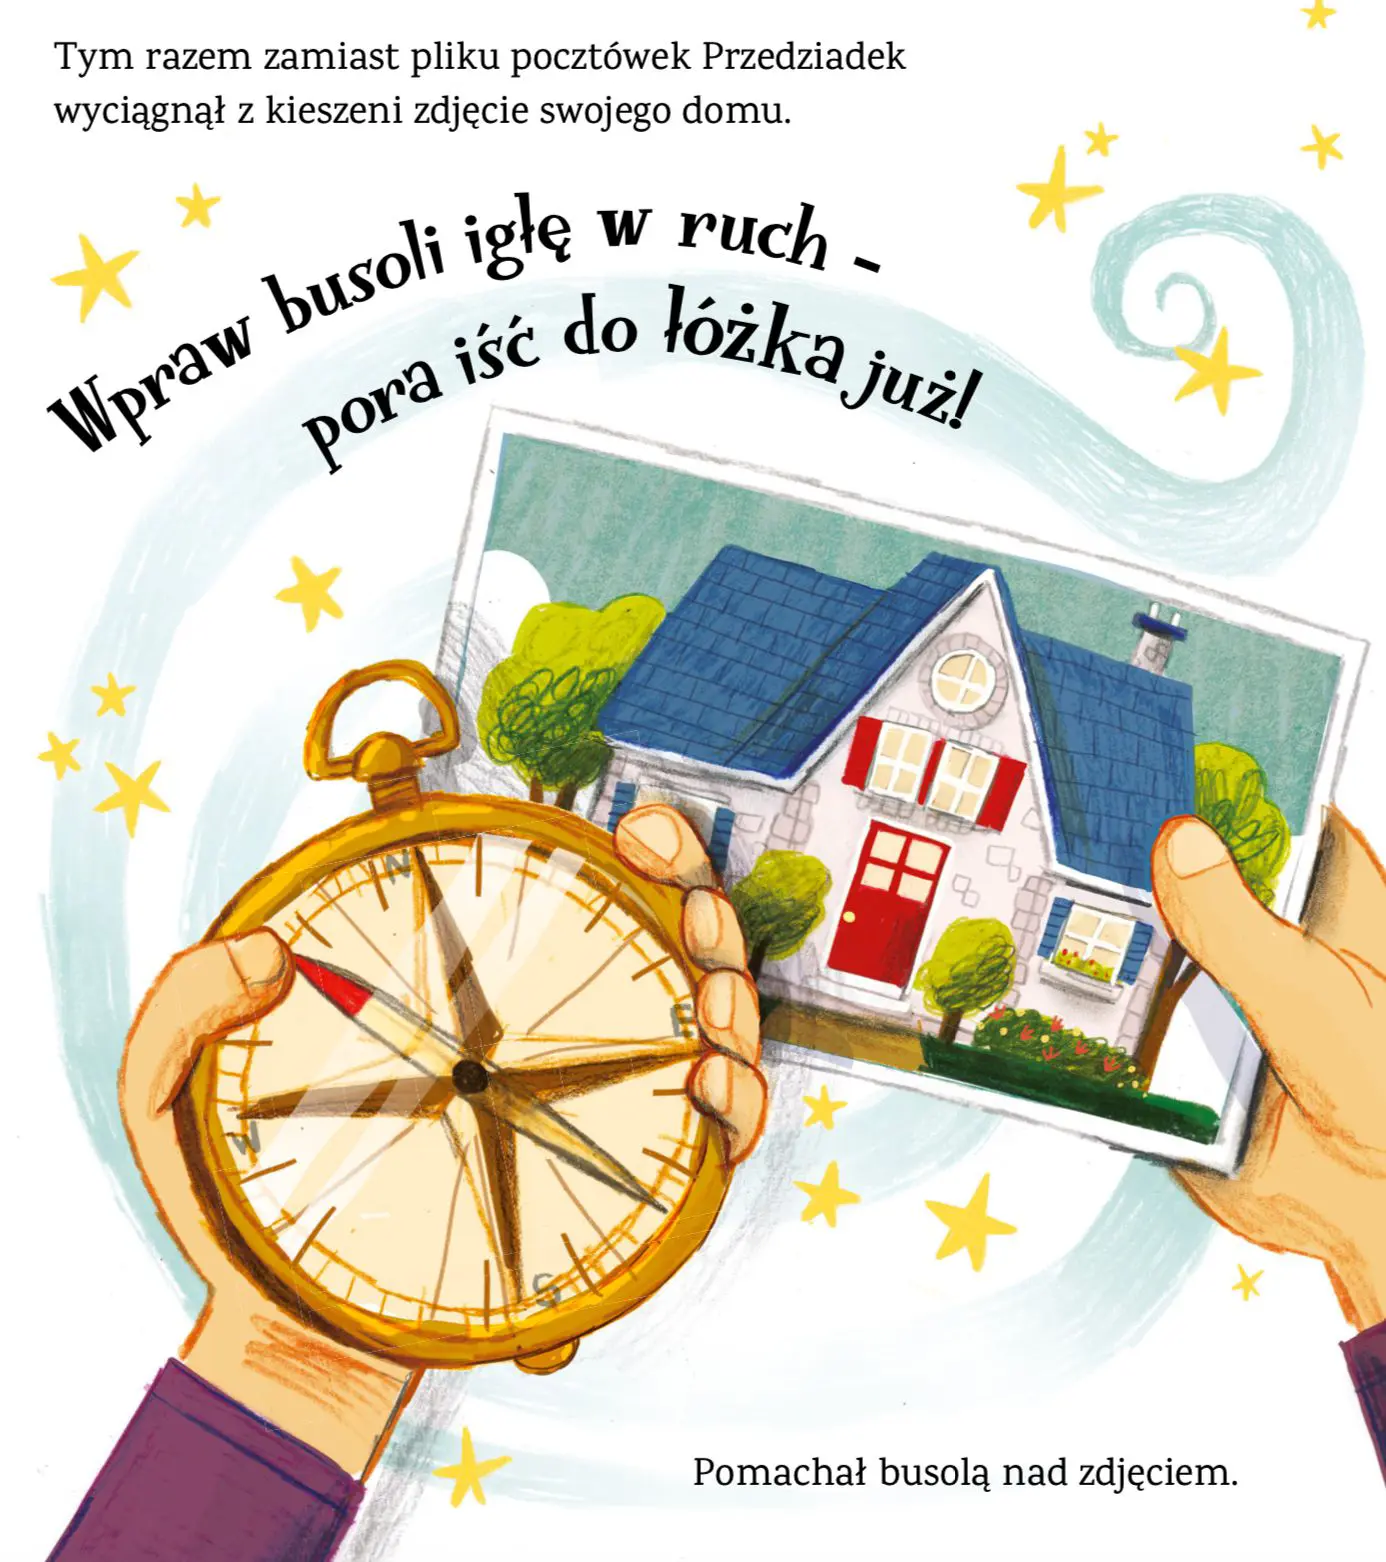 Tym razem zamiast pliku pocztówek Przedziadek
wyciągnął z kieszeni zdjęcie swojego domu.
Wpraw busoli igłę w ruch –
pora iść do łóżka już!
N
E
W
S
Pomachał busolą nad zdjęciem.